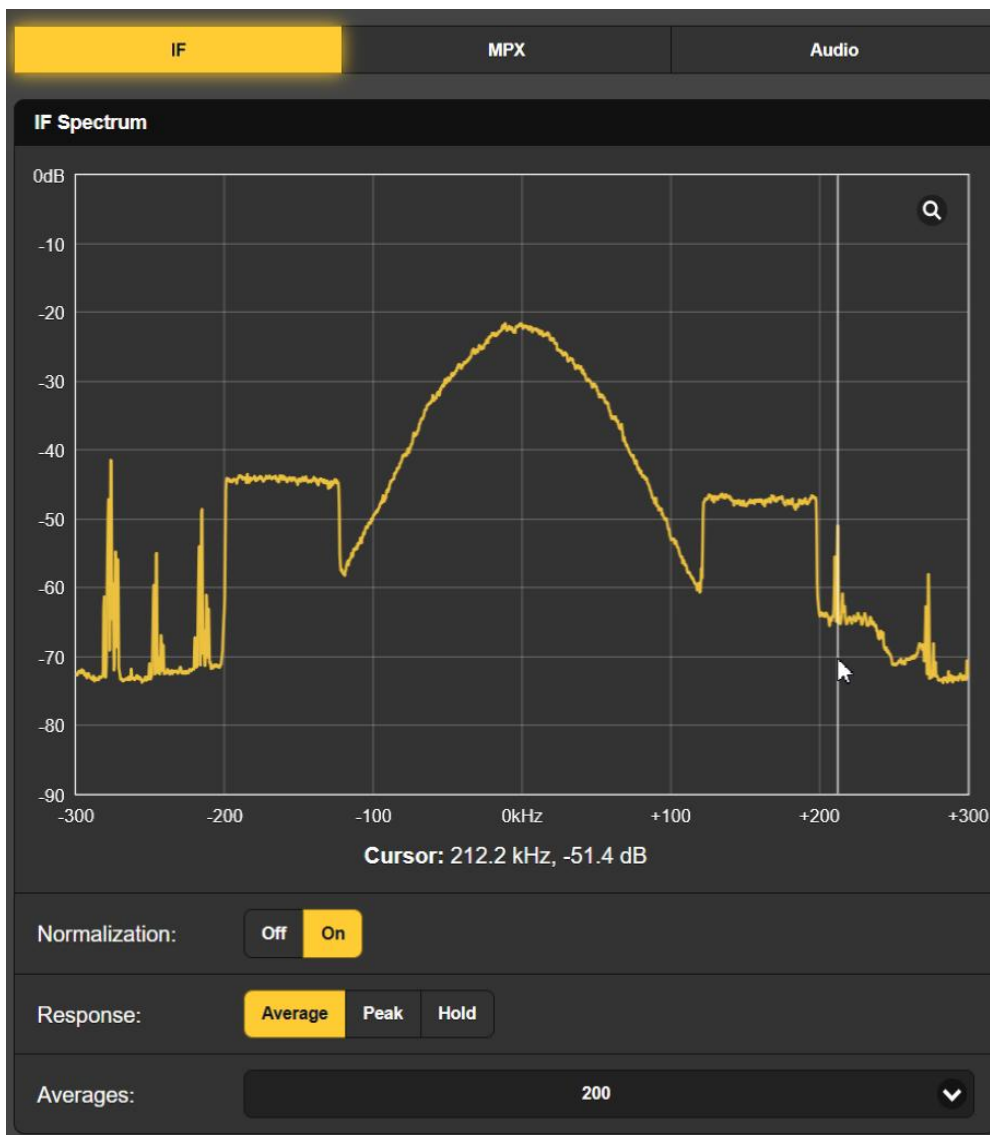 IF MPX Audio
IF Spectrum
0dB
-10
-20
-30
-40
-50
-60
-70
-80
-90
-300 -200 -100 0kHz +100 +200 +300
Cursor: 212.2 kHz, -51.4 dB
Normalization: Off On
Response: Average Peak Hold
Averages: 200